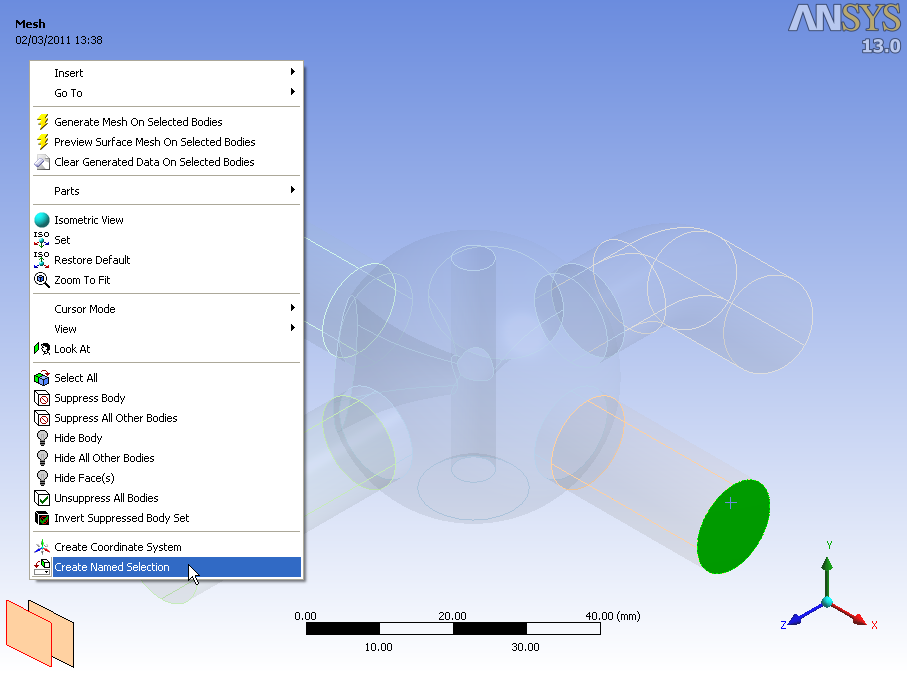 Mesh
02/03/2011 13:38
ANSYS
13.0
Insert
Go To
Generate Mesh On Selected Bodies
Preview Surface Mesh On Selected Bodies
Clear Generated Data On Selected Bodies
Parts
Isometric View
ISO
Set
ISO
Restore Default
Zoom To Fit
Cursor Mode
View
Look At
Select All
Suppress Body
Suppress All Other Bodies
Hide Body
Hide All Other Bodies
Hide Face(s)
Unsuppress All Bodies
Invert Suppressed Body Set
Create Coordinate System
Create Named Selection
0.00 20.00 40.00 (mm)
10.00 30.00
Y
Z X